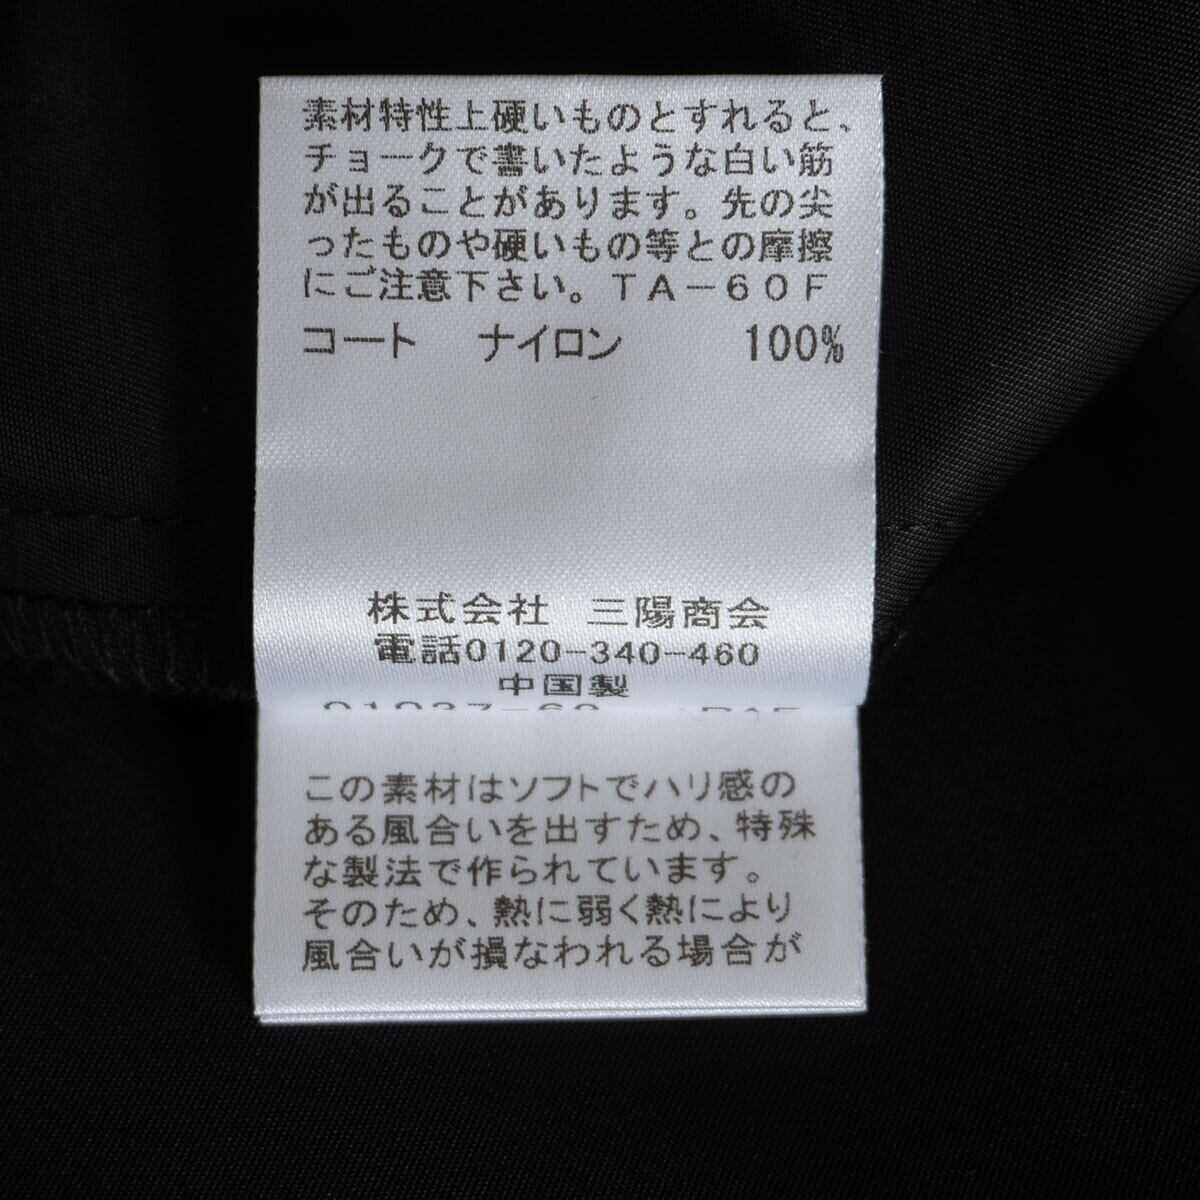 素材特性上硬いものとすれると、
チョークで書いたような白い筋
が出ることがあります。先の尖
ったものや硬いもの等との摩擦
にご注意下さい。TA-60F
コート ナイロン 100%
株式会社 三陽商会
電話0120-340-460
中国製
この素材はソフトでハリ感の
ある風合いを出すため、特殊
な製法で作られています。
そのため、熱に弱く熱により
風合いが損なわれる場合が